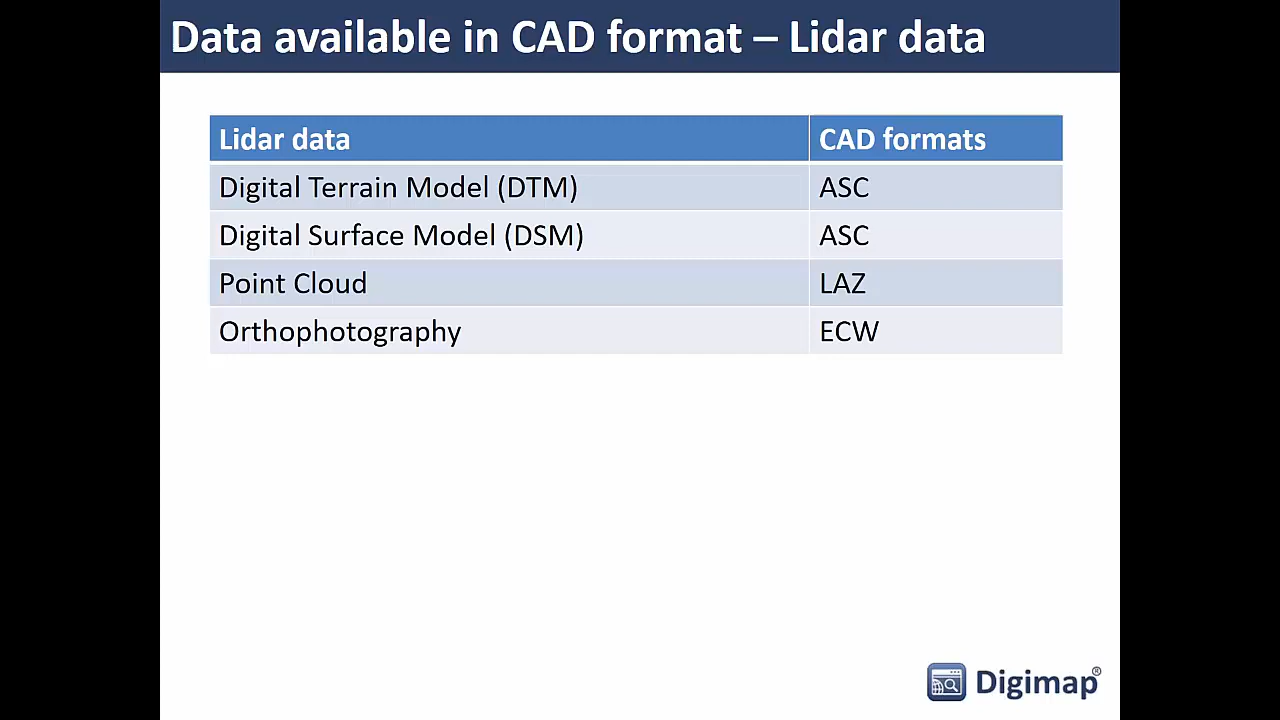 Data available in CAD format – Lidar data
Lidar data CAD formats
Digital Terrain Model (DTM) ASC
Digital Surface Model (DSM) ASC
Point Cloud LAZ
Orthophotography ECW
Digimap®